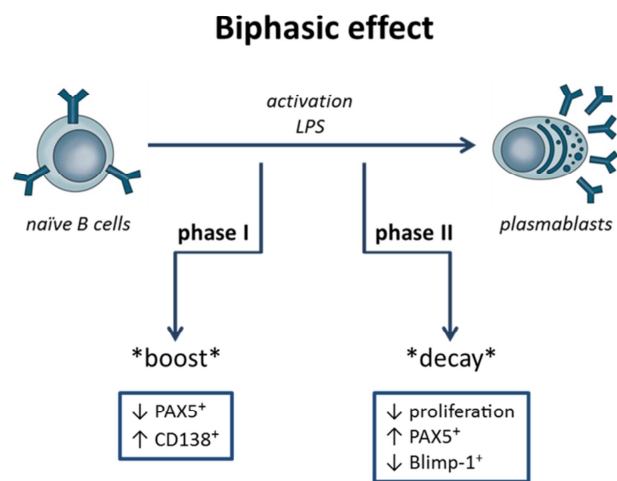 Biphasic effect
activation
LPS
naïve B cells
plasmablasts
phase I
phase II
*boost*
*decay*
↓ PAX5⁺
↑ CD138⁺
↓ proliferation
↑ PAX5⁺
↓ Blimp-1⁺